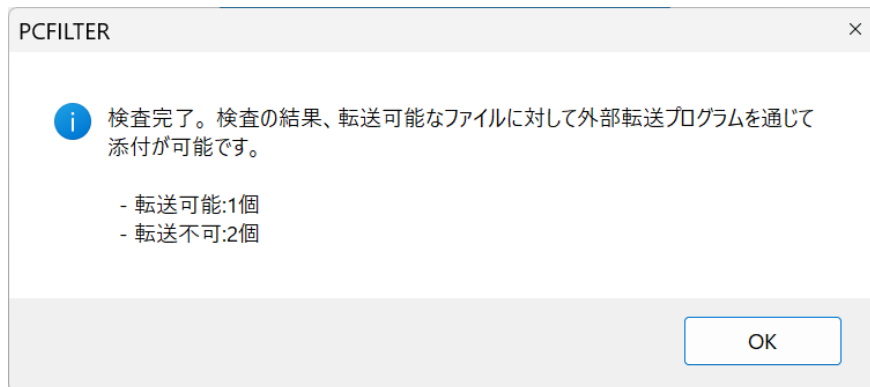 PCFILTER
検査完了。検査の結果、転送可能なファイルに対して外部転送プログラムを通じて
添付が可能です。
- 転送可能:1個
- 転送不可:2個
OK